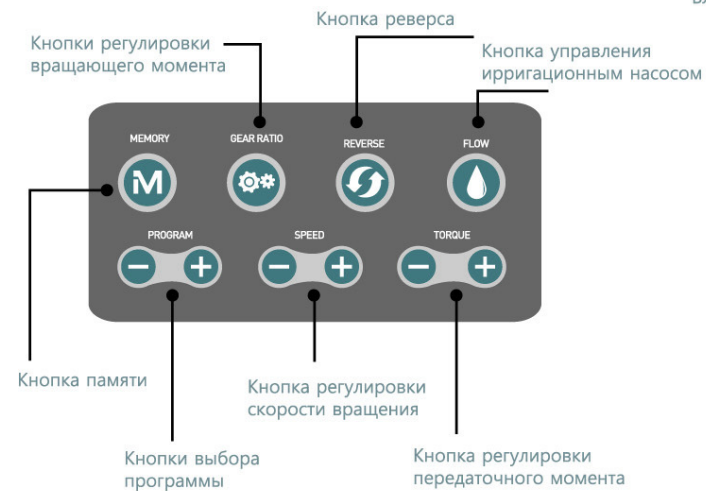 Кнопка реверса
Кнопки регулировки
вращающего момента
Кнопка управления
ирригационным насосом
MEMORY
GEAR RATIO
REVERSE
FLOW
M
PROGRAM
SPEED
TORQUE
Кнопка памяти
Кнопка регулировки
скорости вращения
Кнопки выбора
программы
Кнопка регулировки
передаточного момента